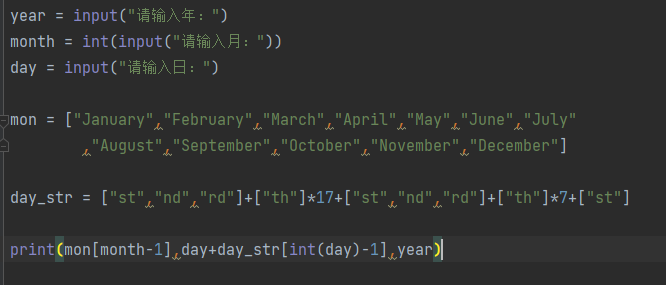 year = input("请输入年：")
month = int(input("请输入月："))
day = input("请输入日：")
mon = ["January","February","March","April","May","June","July"
,"August","September","October","November","December"]
day_str = ["st","nd","rd"]+["th"]*17+["st","nd","rd"]+["th"]*7+["st"]
print(mon[month-1],day+day_str[int(day)-1],year)